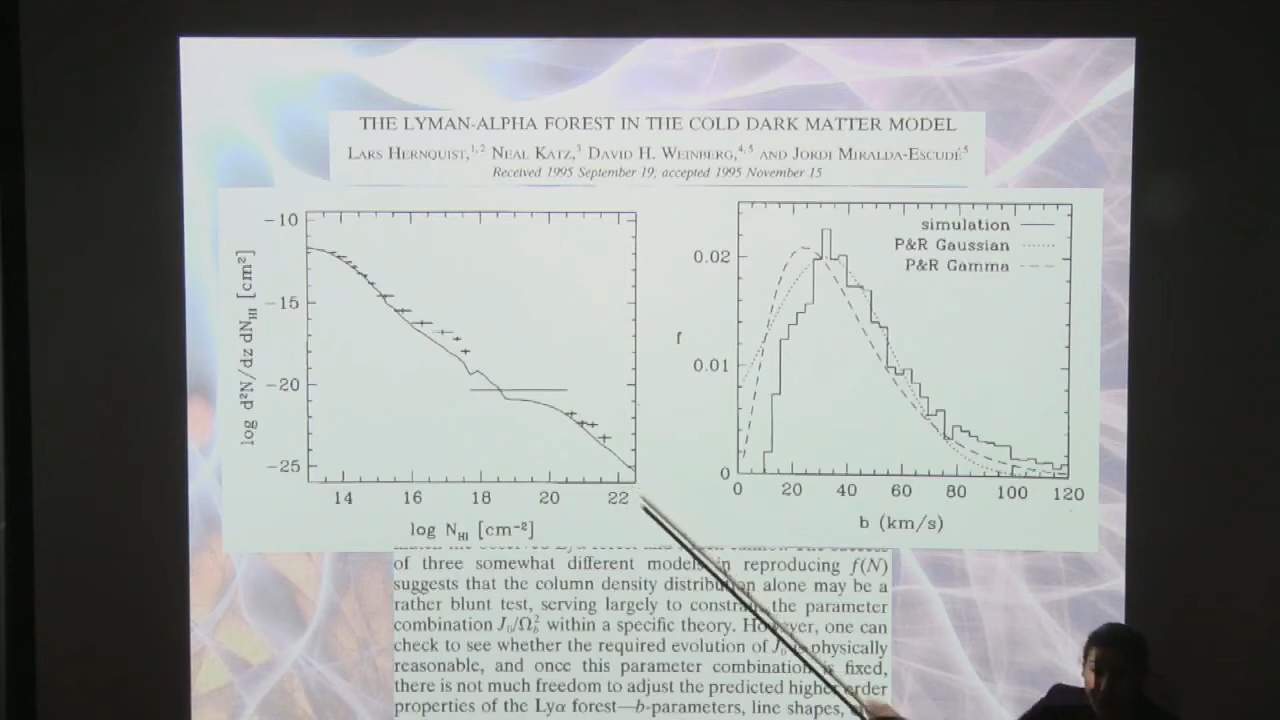 THE LYMAN-ALPHA FOREST IN THE COLD DARK MATTER MODEL
LARS HERNQUIST,1,2 NEAL KATZ,3 DAVID H. WEINBERG,4,5 AND JORDI MIRALDA-ESCUDÉ5
Received 1995 September 19; accepted 1995 November 15
log d²N/dz dN_HI [cm²]
−10
−15
−20
−25
14 16 18 20 22
log N_HI [cm⁻²]
f
0.02
0.01
0
simulation
P&R Gaussian
P&R Gamma
0 20 40 60 80 100 120
b (km/s)
of three somewhat different models in reproducing f(N)
suggests that the column density distribution alone may be a
rather blunt test, serving largely to constrain the parameter
combination J₀/Ω_b² within a specific theory. However, one can
check to see whether the required evolution of J₀ is physically
reasonable, and once this parameter combination is fixed,
there is not much freedom to adjust the predicted higher order
properties of the Lyα forest—b-parameters, line shapes,